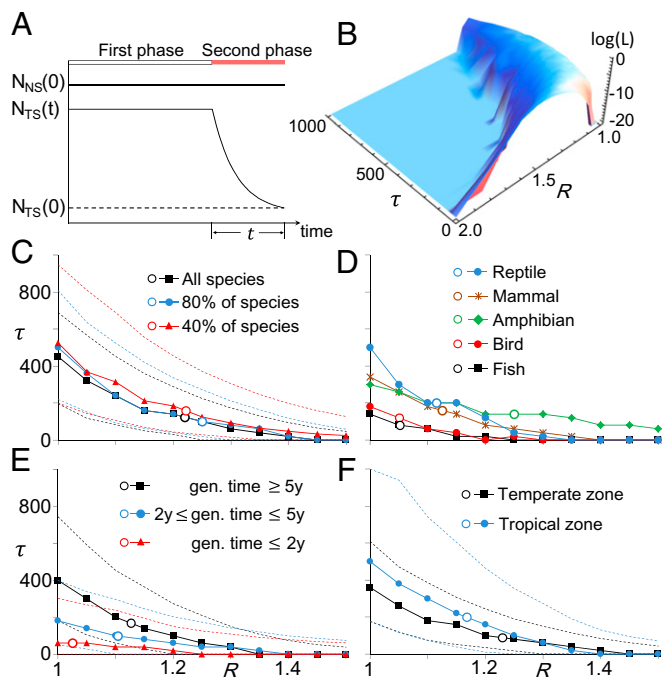 A
First phase
Second phase
N_NS(0)
N_TS(t)
N_TS(0)
t
time
B
log(L)
0
-10
-20
1.0
1.5
R
2.0
1000
500
τ
0
C
800
τ
400
0
All species
80% of species
40% of species
D
Reptile
Mammal
Amphibian
Bird
Fish
E
800
τ
400
0
gen. time ≥ 5y
2y ≤ gen. time ≤ 5y
gen. time ≤ 2y
1
1.2
R
1.4
F
Temperate zone
Tropical zone
1
1.2
R
1.4